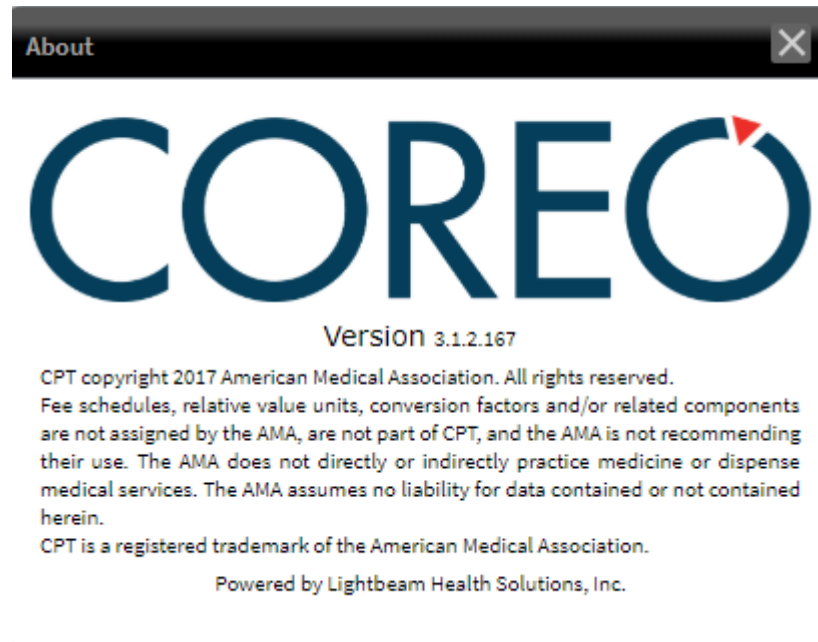 About
COREO
Version 3.1.2.167
CPT copyright 2017 American Medical Association. All rights reserved.
Fee schedules, relative value units, conversion factors and/or related components
are not assigned by the AMA, are not part of CPT, and the AMA is not recommending
their use. The AMA does not directly or indirectly practice medicine or dispense
medical services. The AMA assumes no liability for data contained or not contained
herein.
CPT is a registered trademark of the American Medical Association.
Powered by Lightbeam Health Solutions, Inc.